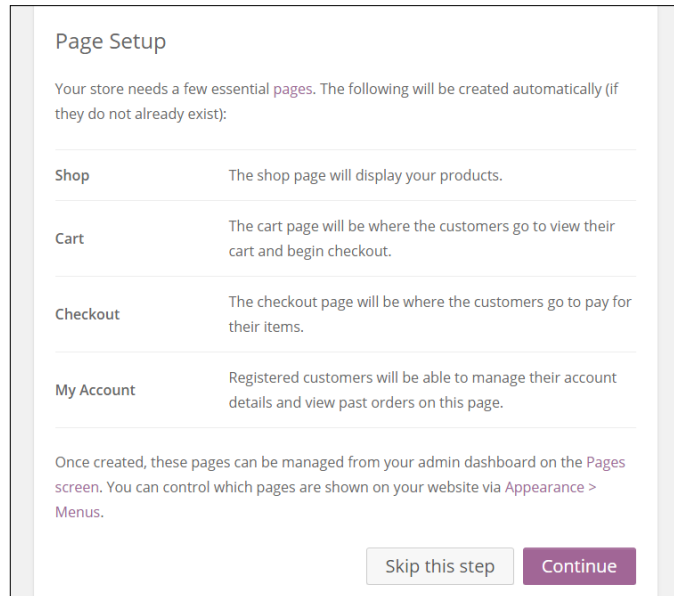 Page Setup
Your store needs a few essential pages. The following will be created automatically (if
they do not already exist):
Shop
The shop page will display your products.
Cart
The cart page will be where the customers go to view their
cart and begin checkout.
Checkout
The checkout page will be where the customers go to pay for
their items.
My Account
Registered customers will be able to manage their account
details and view past orders on this page.
Once created, these pages can be managed from your admin dashboard on the Pages
screen. You can control which pages are shown on your website via Appearance >
Menus.
Skip this step
Continue